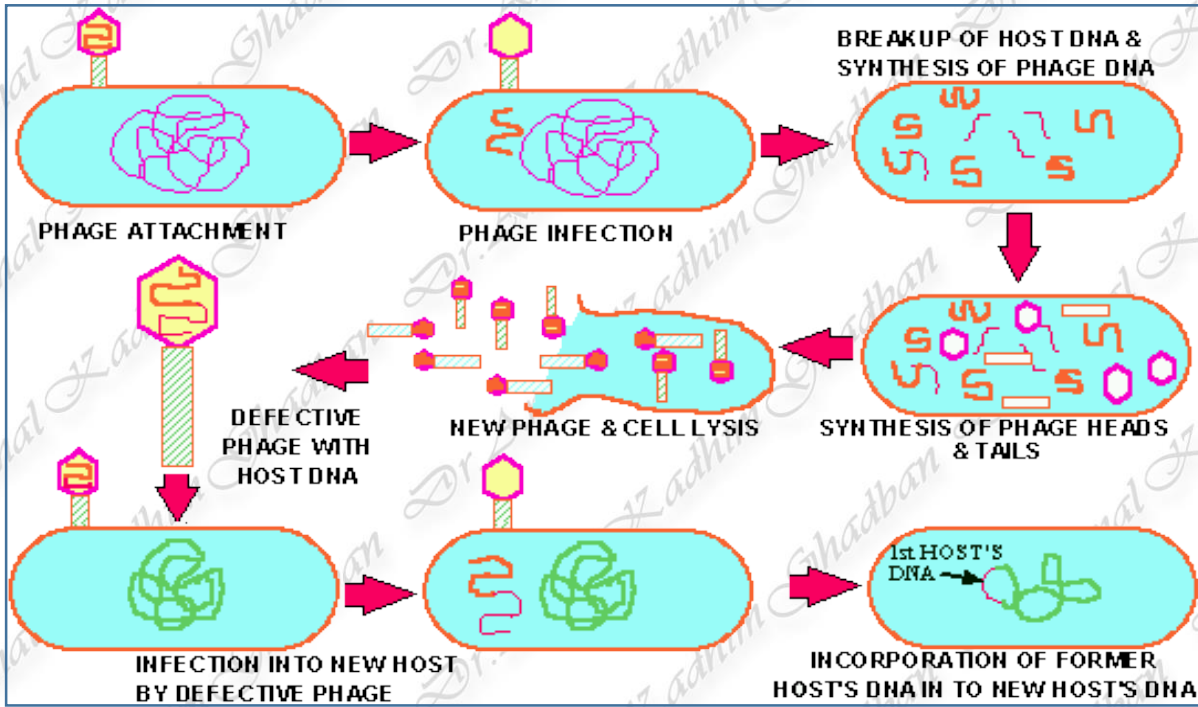 BREAKUP OF HOST DNA &
SYNTHESIS OF PHAGE DNA
PHAGE ATTACHMENT
PHAGE INFECTION
DEFECTIVE
PHAGE WITH
HOST DNA
NEW PHAGE & CELL LYSIS
SYNTHESIS OF PHAGE HEADS
& TAILS
1st HOST'S
DNA
INFECTION INTO NEW HOST
BY DEFECTIVE PHAGE
INCORPORATION OF FORMER
HOST'S DNA IN TO NEW HOST'S DNA